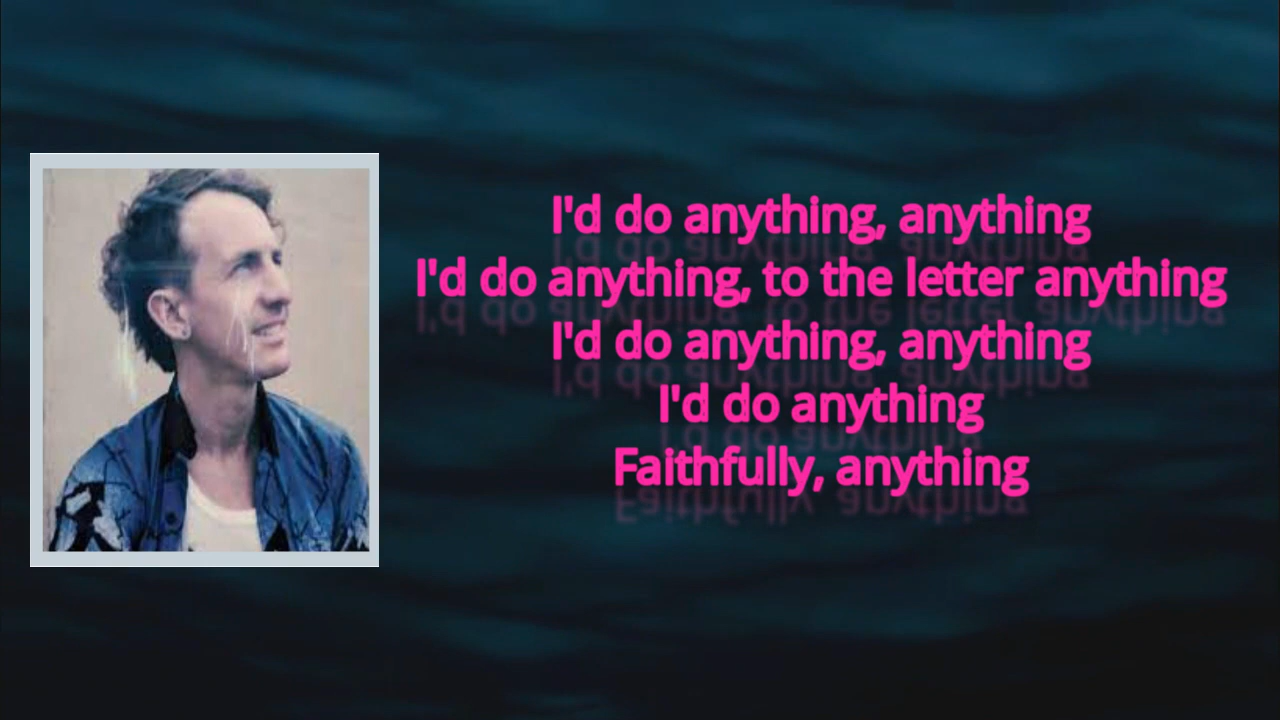 I'd do anything, anything
I'd do anything, to the letter anything
I'd do anything, anything
I'd do anything
Faithfully, anything